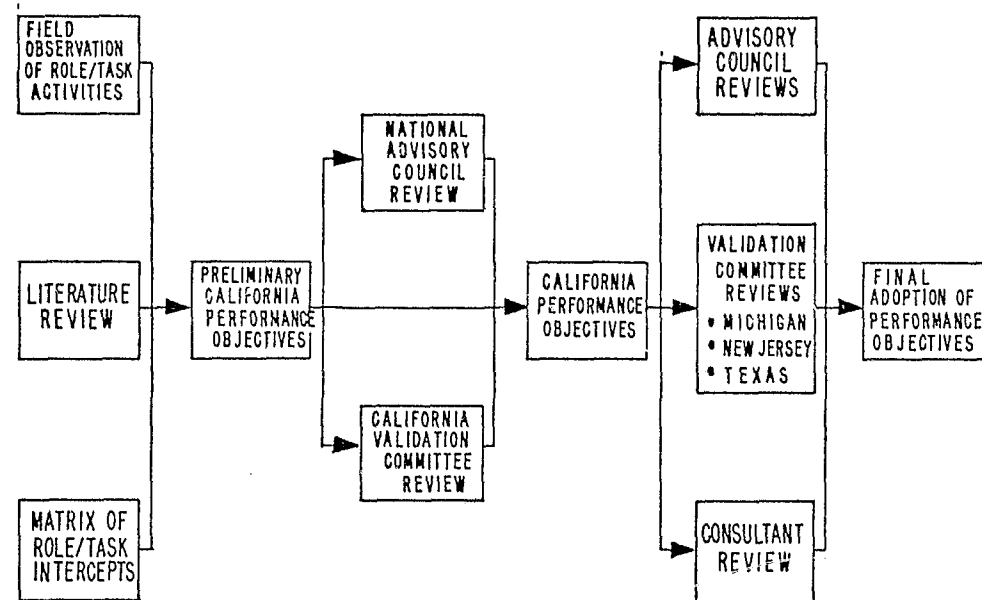 FIELD
OBSERVATION
OF ROLE/TASK
ACTIVITIES
LITERATURE
REVIEW
MATRIX OF
ROLE/TASK
INTERCEPTS
PRELIMINARY
CALIFORNIA
PERFORMANCE
OBJECTIVES
NATIONAL
ADVISORY
COUNCIL
REVIEW
CALIFORNIA
VALIDATION
COMMITTEE
REVIEW
CALIFORNIA
PERFORMANCE
OBJECTIVES
ADVISORY
COUNCIL
REVIEWS
VALIDATION
COMMITTEE
REVIEWS
• MICHIGAN
• NEW JERSEY
• TEXAS
CONSULTANT
REVIEW
FINAL
ADOPTION OF
PERFORMANCE
OBJECTIVES